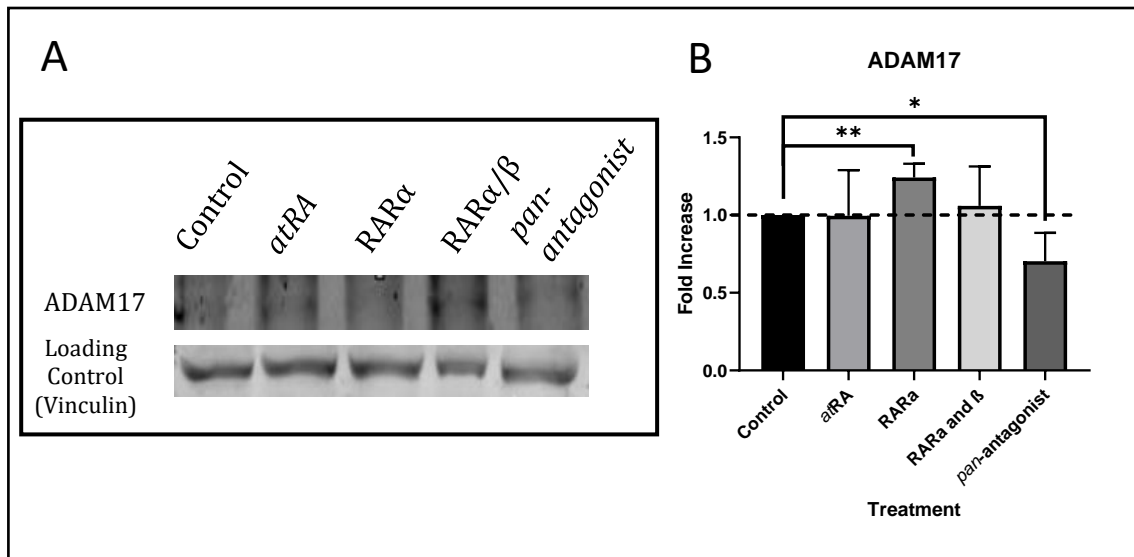 A
Control
atRA
RARα
RARα/β
pan-
antagonist
ADAM17
Loading
Control
(Vinculin)
B
ADAM17
*
**
Fold Increase
1.5
1.0
0.5
0.0
Control
atRA
RARa
RARa and ß
pan-antagonist
Treatment